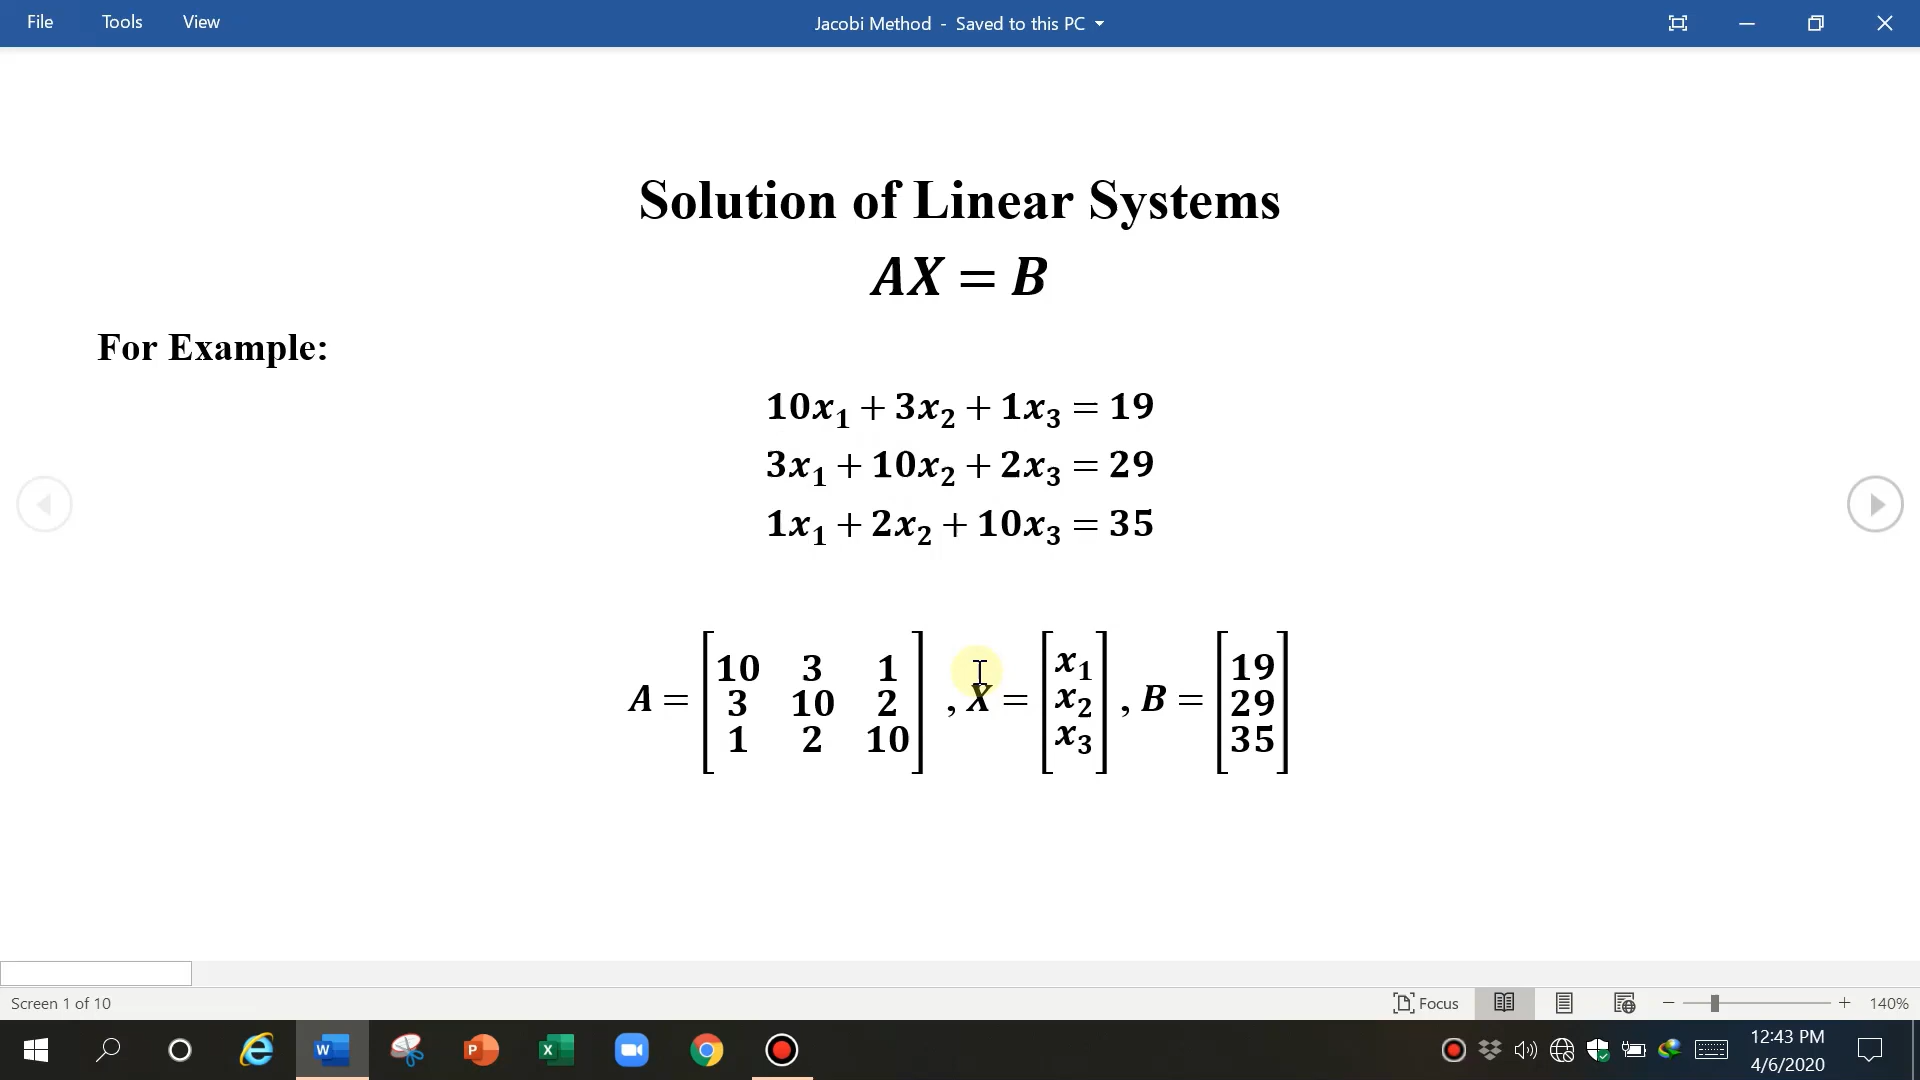 File Tools View Jacobi Method - Saved to this PC
Solution of Linear Systems
AX = B
For Example:
10x₁ + 3x₂ + 1x₃ = 19
3x₁ + 10x₂ + 2x₃ = 29
1x₁ + 2x₂ + 10x₃ = 35
A = [10 3 1; 3 10 2; 1 2 10] , X = [x₁; x₂; x₃] , B = [19; 29; 35]
Screen 1 of 10 Focus 140%
12:43 PM
4/6/2020